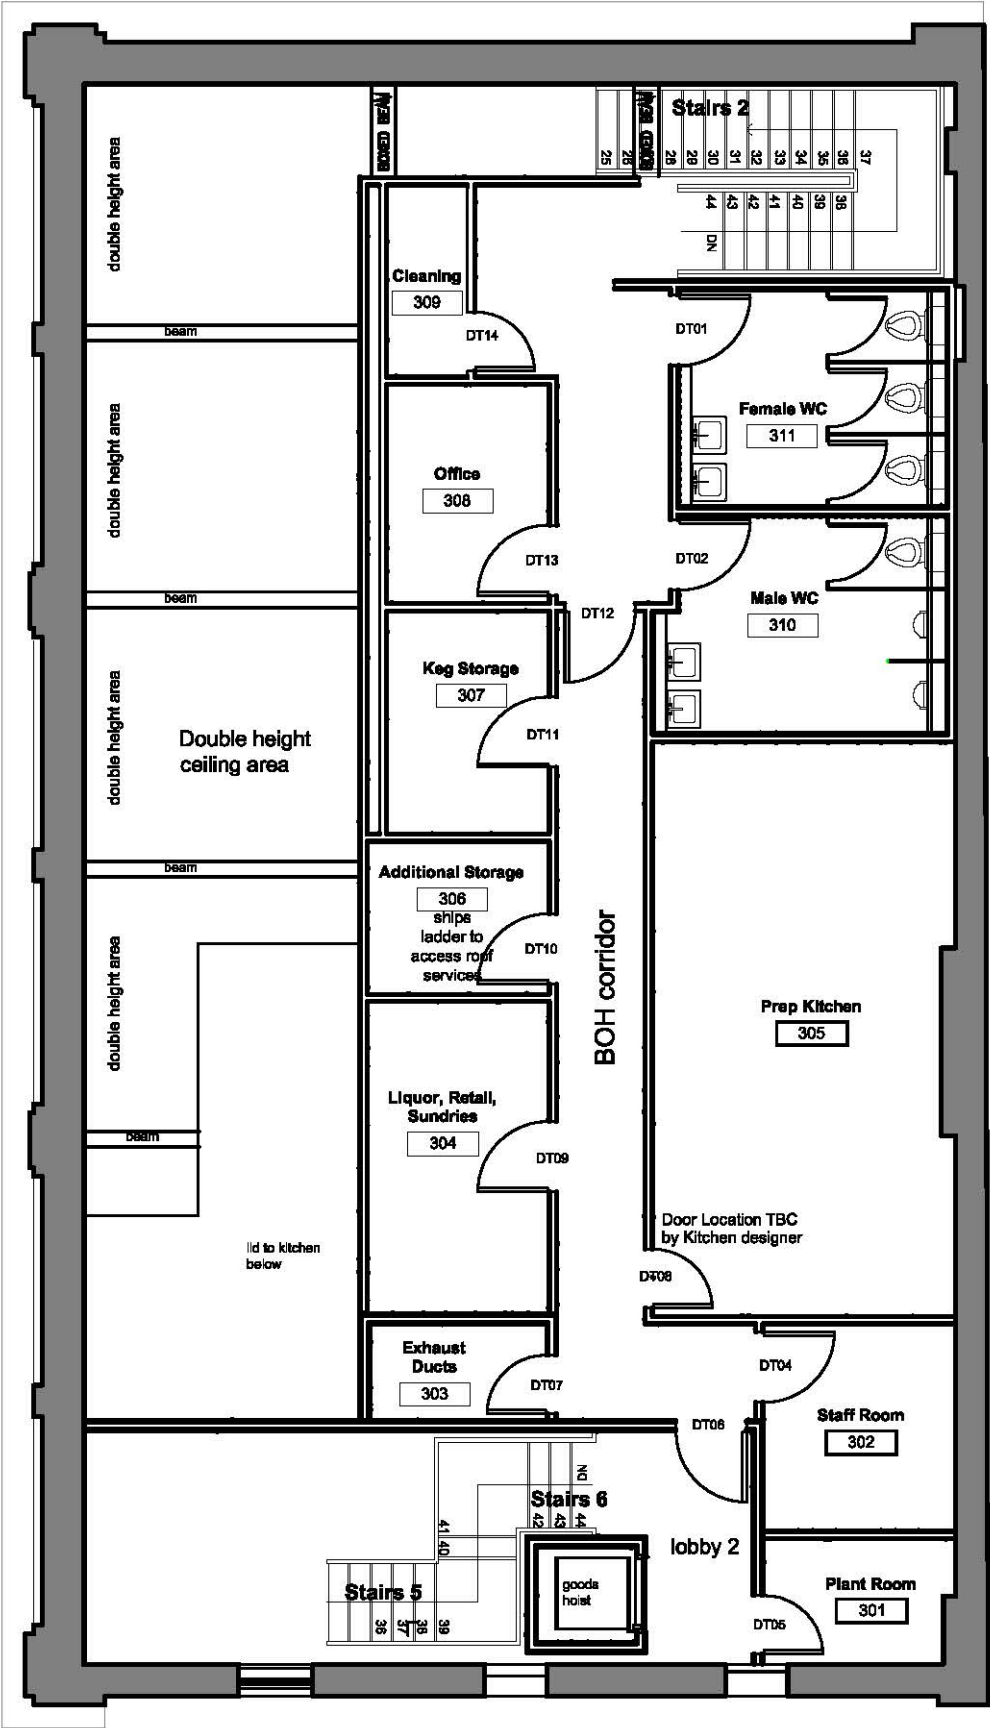 BOXED BEAM
BOXED BEAM
Stairs 2
25
26
28
29
30
31
32
33
34
35
36
37
44
43
42
41
40
39
38
DN
double height area
Cleaning
309
DT14
DT01
beam
Female WC
311
double height area
Office
308
DT13
DT02
beam
DT12
Male WC
310
Keg Storage
307
DT11
double height area
Double height
ceiling area
beam
Additional Storage
306
ships
ladder to
access roof
services
DT10
BOH corridor
double height area
Prep Kitchen
305
Liquor, Retail,
Sundries
304
DT09
beam
Door Location TBC
by Kitchen designer
lid to kitchen
below
DT08
Exhaust
Ducts
303
DT07
DT04
Staff Room
302
DT06
DN
Stairs 6
42
43
44
41
40
lobby 2
goods
hoist
Stairs 5
36
37
38
39
Plant Room
301
DT05